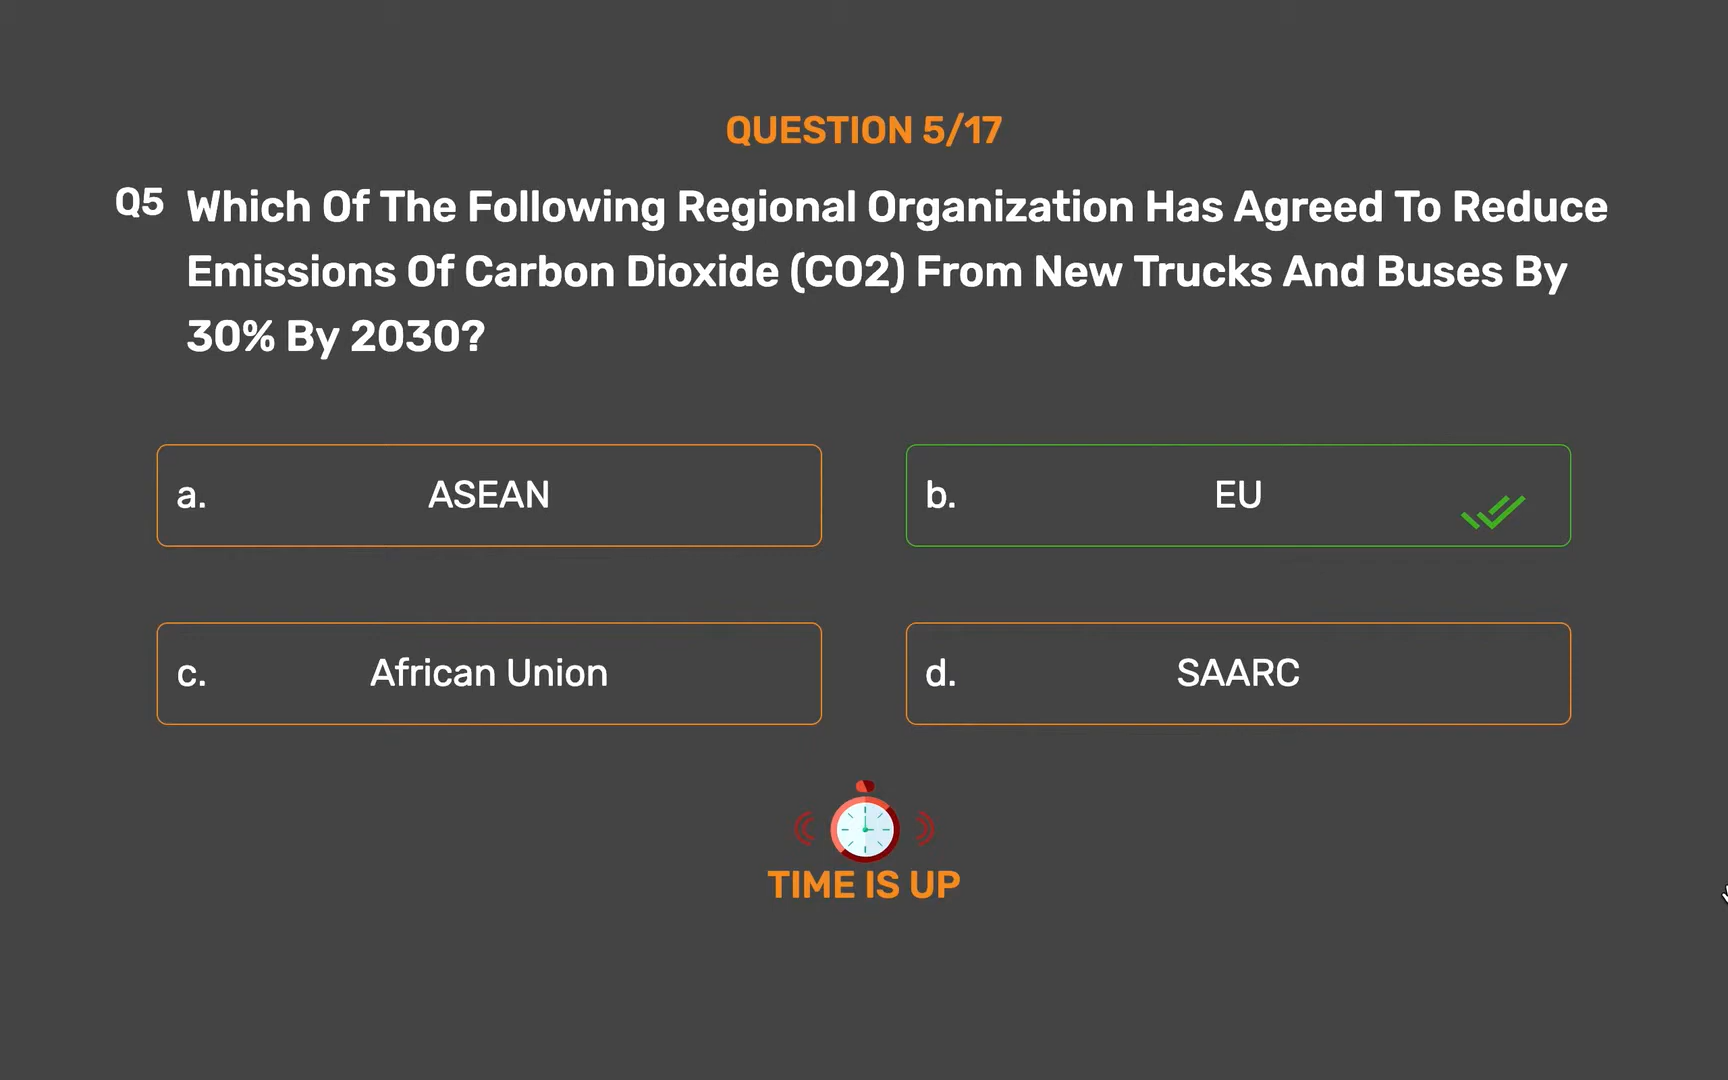 QUESTION 5/17
Q5 Which Of The Following Regional Organization Has Agreed To Reduce
Emissions Of Carbon Dioxide (CO2) From New Trucks And Buses By
30% By 2030?
a. ASEAN
b. EU
c. African Union
d. SAARC
TIME IS UP